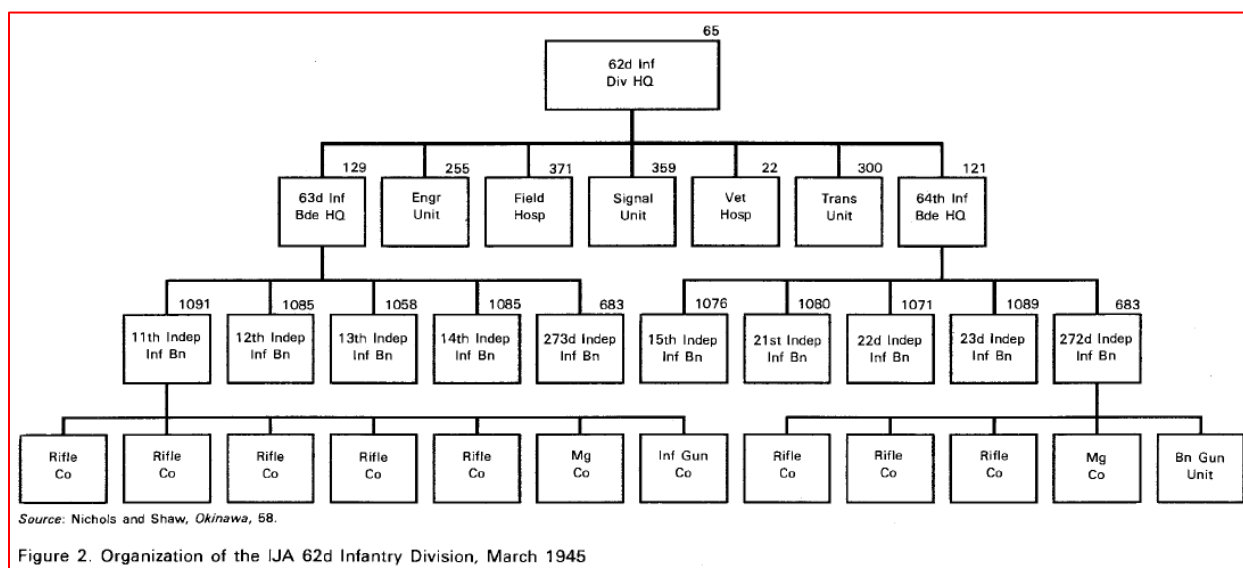 65
62d Inf
Div HQ
129
255
371
359
22
300
121
63d Inf
Bde HQ
Engr
Unit
Field
Hosp
Signal
Unit
Vet
Hosp
Trans
Unit
64th Inf
Bde HQ
1091
1085
1058
1085
683
1076
1080
1071
1089
683
11th Indep
Inf Bn
12th Indep
Inf Bn
13th Indep
Inf Bn
14th Indep
Inf Bn
273d Indep
Inf Bn
15th Indep
Inf Bn
21st Indep
Inf Bn
22d Indep
Inf Bn
23d Indep
Inf Bn
272d Indep
Inf Bn
Rifle
Co
Rifle
Co
Rifle
Co
Rifle
Co
Rifle
Co
Mg
Co
Inf Gun
Co
Rifle
Co
Rifle
Co
Rifle
Co
Mg
Co
Bn Gun
Unit
Source: Nichols and Shaw, Okinawa, 58.
Figure 2. Organization of the IJA 62d Infantry Division, March 1945